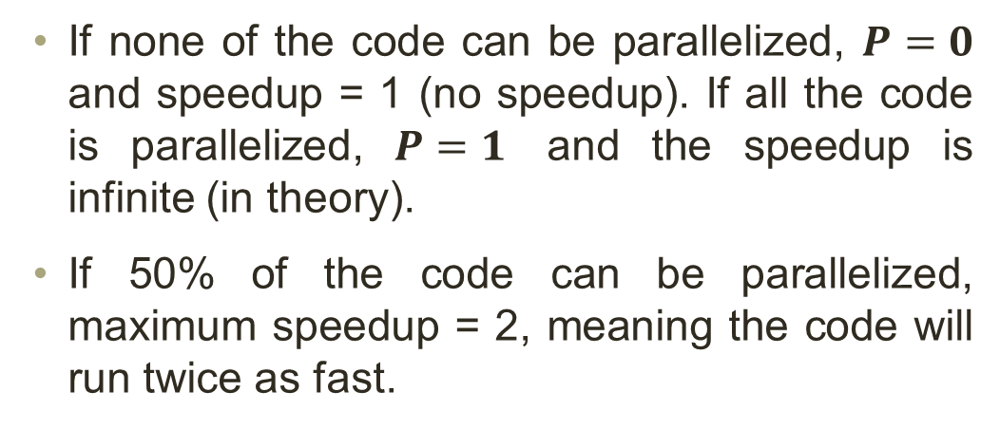 • If none of the code can be parallelized, P = 0
and speedup = 1 (no speedup). If all the code
is parallelized, P = 1 and the speedup is
infinite (in theory).
• If 50% of the code can be parallelized,
maximum speedup = 2, meaning the code will
run twice as fast.